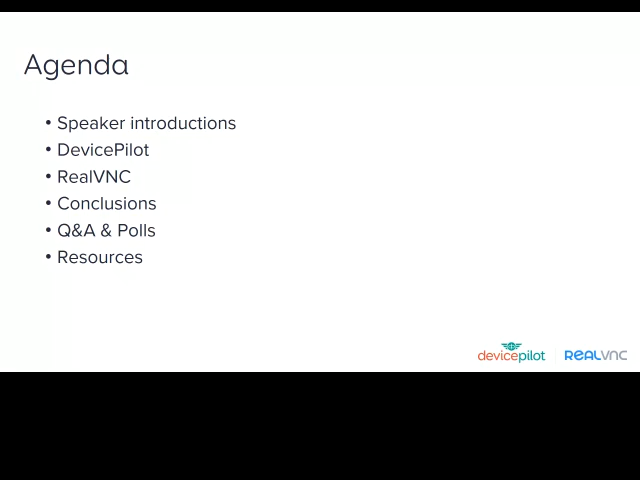 Agenda
• Speaker introductions
• DevicePilot
• RealVNC
• Conclusions
• Q&A & Polls
• Resources
devicepilot REALVNC